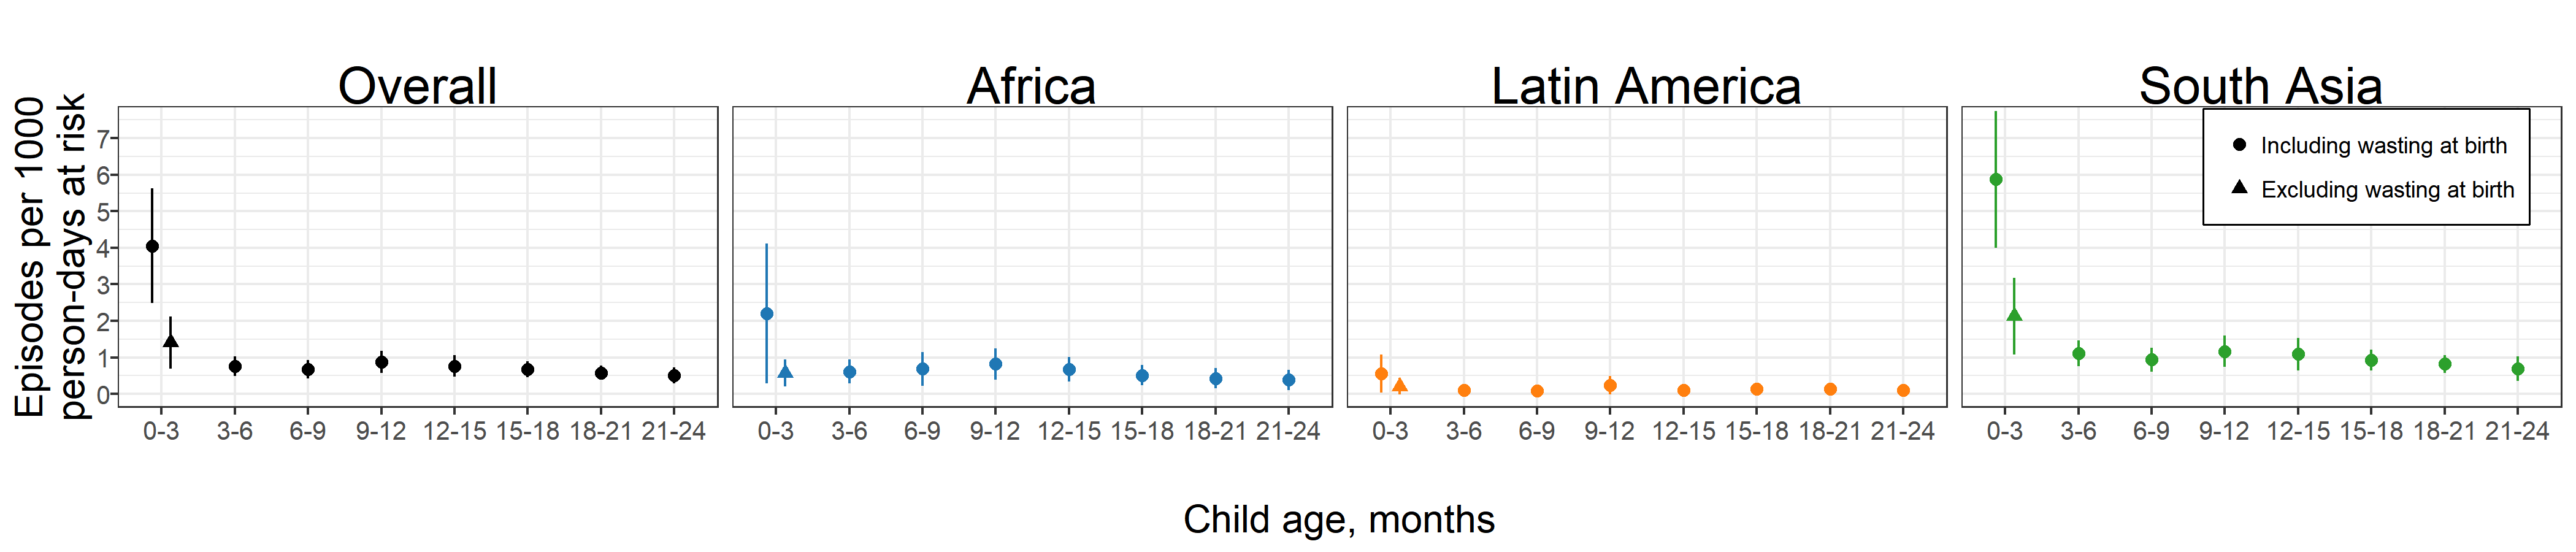 Overall
Africa
Latin America
South Asia
Episodes per 1000
person-days at risk
7
6
5
4
3
2
1
0
Including wasting at birth
Excluding wasting at birth
0-3 3-6 6-9 9-12 12-15 15-18 18-21 21-24
0-3 3-6 6-9 9-12 12-15 15-18 18-21 21-24
0-3 3-6 6-9 9-12 12-15 15-18 18-21 21-24
0-3 3-6 6-9 9-12 12-15 15-18 18-21 21-24
Child age, months